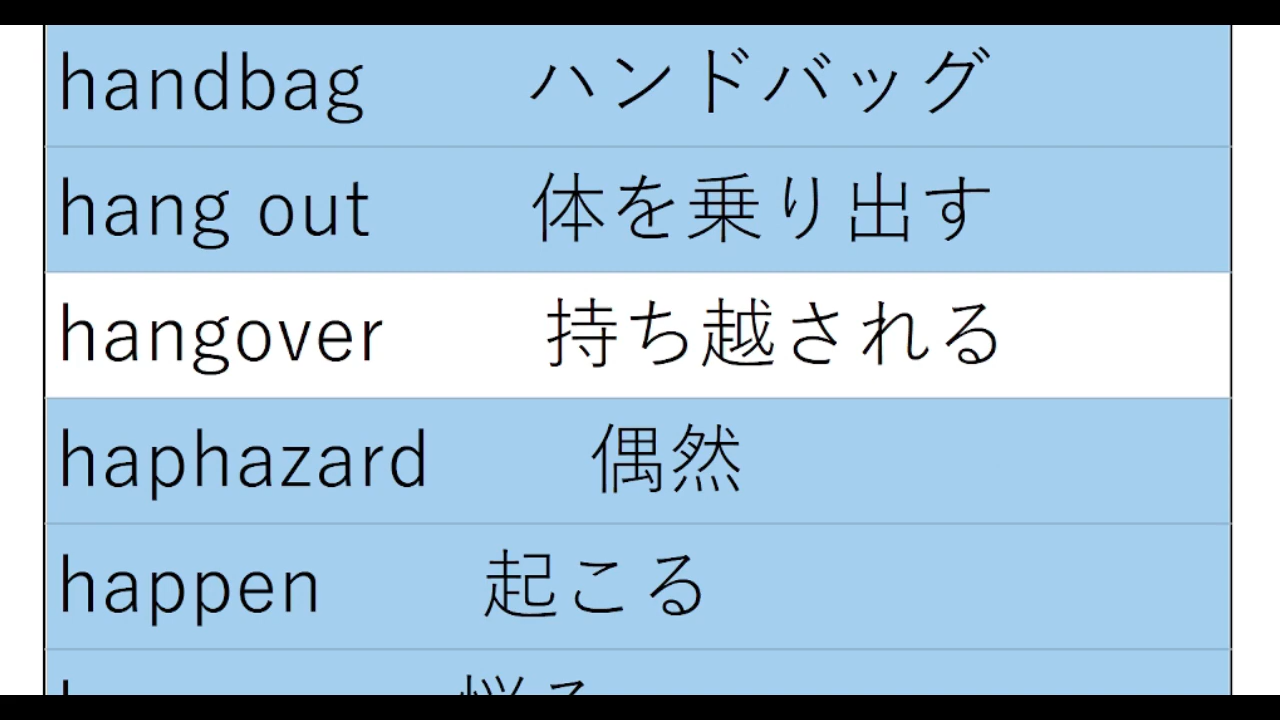 handbag ハンドバッグ
hang out 体を乗り出す
hangover 持ち越される
haphazard 偶然
happen 起こる